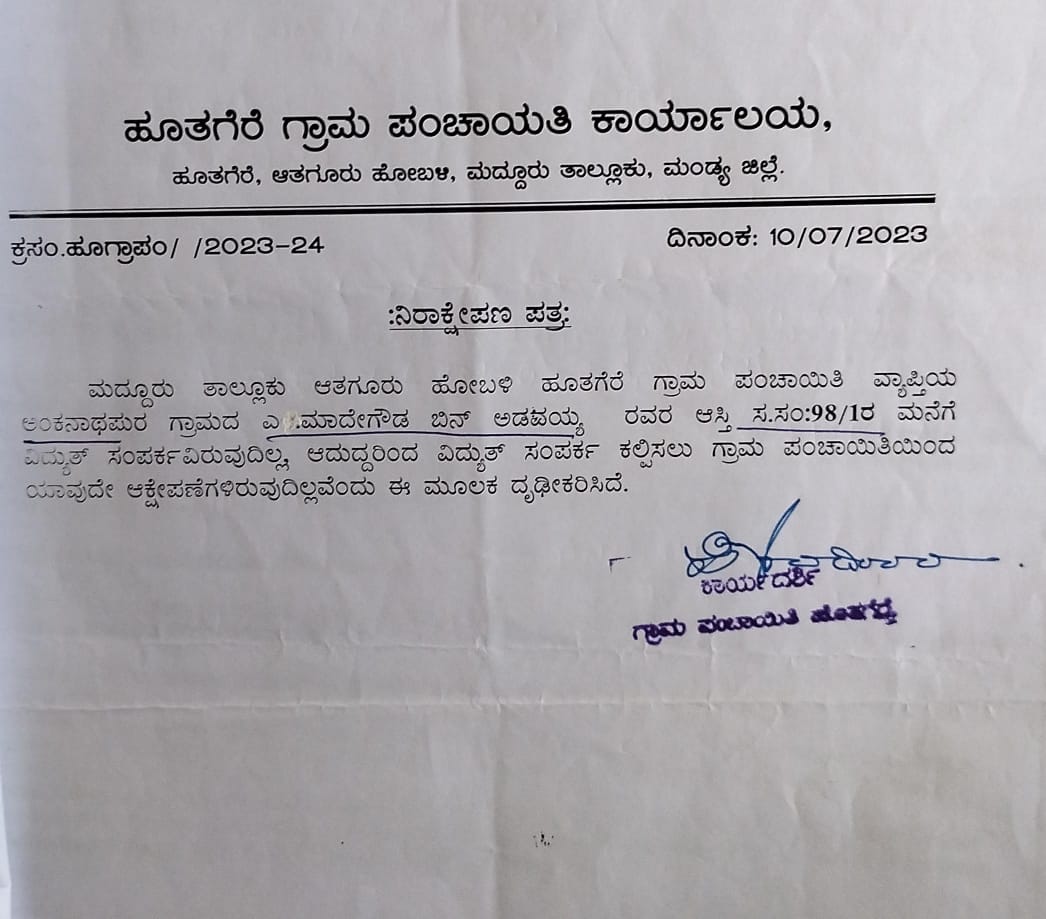 ಹೂತಗೆರೆ ಗ್ರಾಮ ಪಂಚಾಯತಿ ಕಾರ್ಯಾಲಯ,
ಹೂತಗೆರೆ, ಆತಗೂರು ಹೋಬಳಿ, ಮದ್ದೂರು ತಾಲ್ಲೂಕು, ಮಂಡ್ಯ ಜಿಲ್ಲೆ.
ಕ್ರಸಂ.ಹೂಗ್ರಾಪಂ/ /2023-24 ದಿನಾಂಕ: 10/07/2023
:ನಿರಾಕ್ಷೇಪಣ ಪತ್ರ:
ಮದ್ದೂರು ತಾಲ್ಲೂಕು ಆತಗೂರು ಹೋಬಳಿ ಹೂತಗೆರೆ ಗ್ರಾಮ ಪಂಚಾಯಿತಿ ವ್ಯಾಪ್ತಿಯ
ಅಂಕನಾಥಪುರ ಗ್ರಾಮದ ಎ .ಮಾದೇಗೌಡ ಬಿನ್ ಅಡವಯ್ಯ ರವರ ಆಸ್ತಿ ಸ.ಸಂ:98/1ರ ಮನೆಗೆ
ವಿದ್ಯುತ್ ಸಂಪರ್ಕವಿರುವುದಿಲ್ಲ, ಆದುದ್ದರಿಂದ ವಿದ್ಯುತ್ ಸಂಪರ್ಕ ಕಲ್ಪಿಸಲು ಗ್ರಾಮ ಪಂಚಾಯಿತಿಯಿಂದ
ಯಾವುದೇ ಆಕ್ಷೇಪಣೆಗಳಿರುವುದಿಲ್ಲವೆಂದು ಈ ಮೂಲಕ ದೃಢೀಕರಿಸಿದೆ.
ಕಾರ್ಯದರ್ಶಿ
ಗ್ರಾಮ ಪಂಚಾಯಿತಿ ಹೂತಗೆರೆ